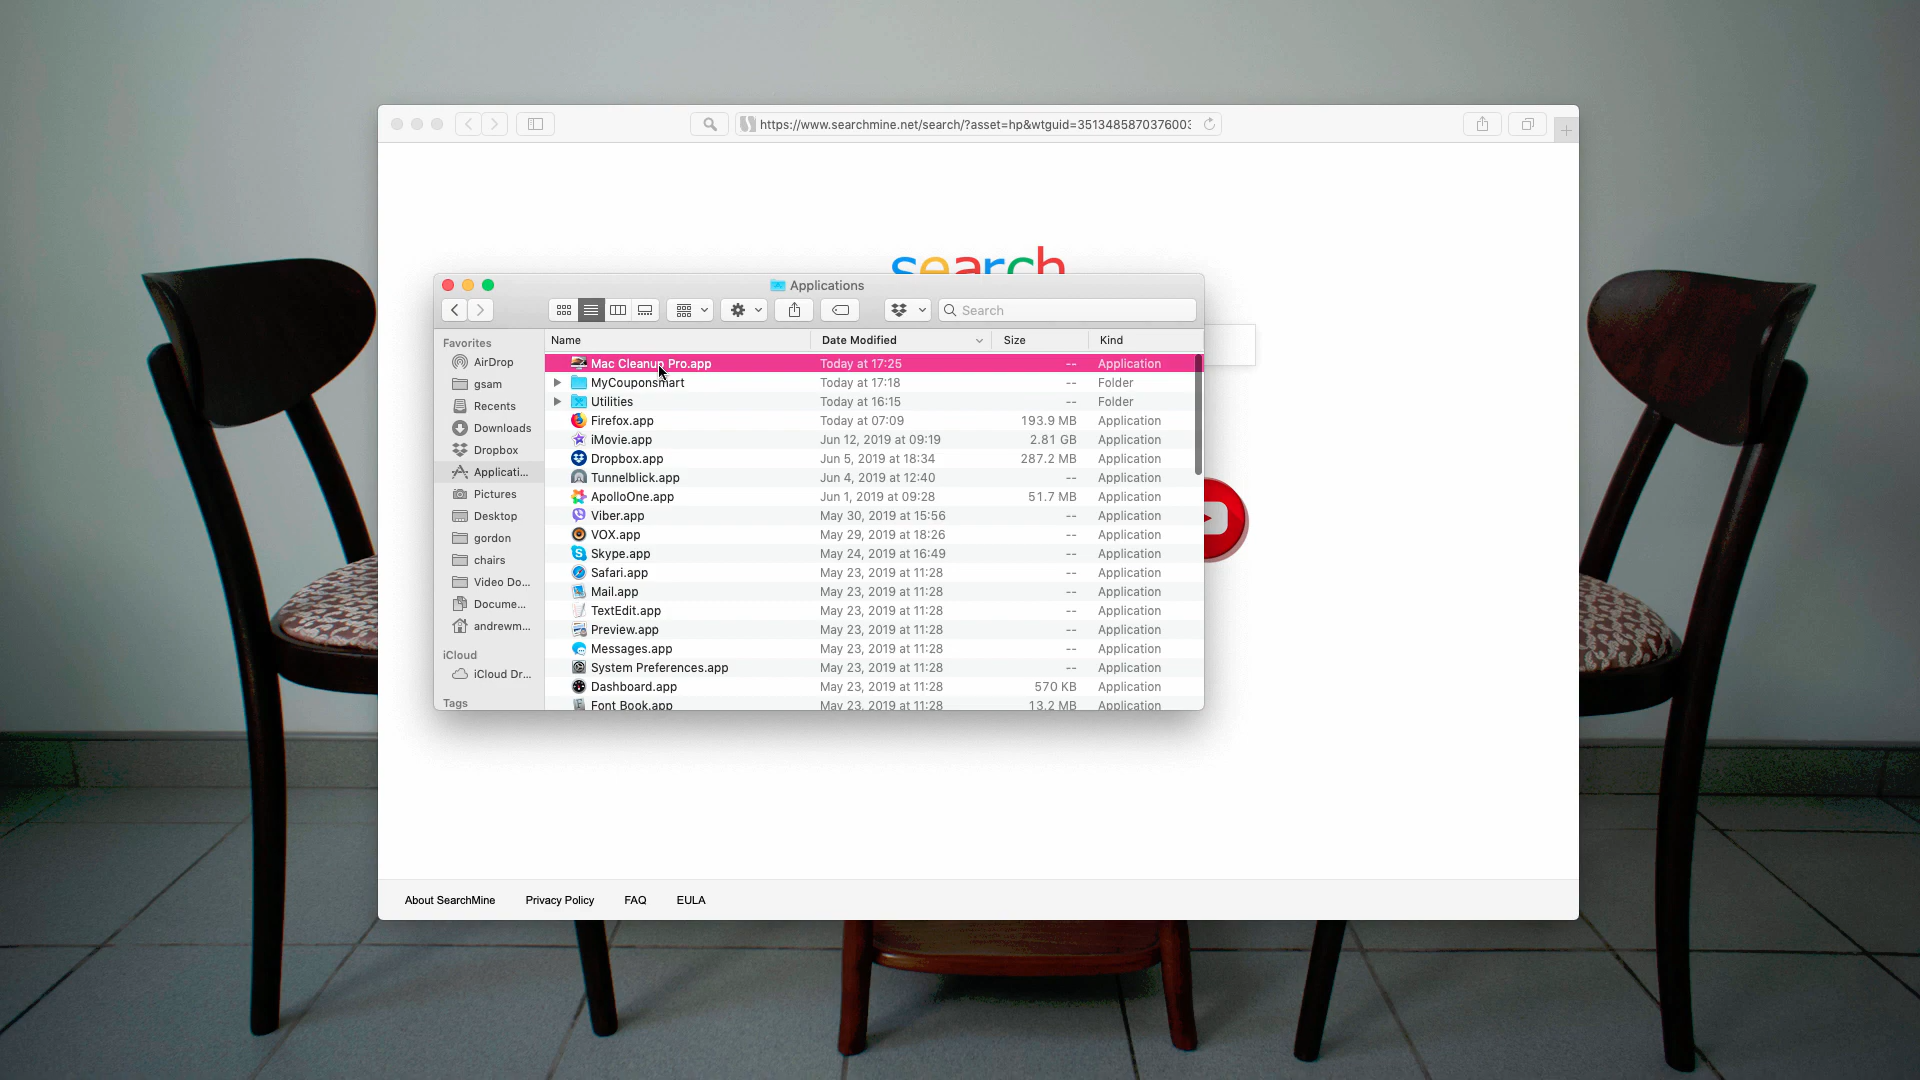 https://www.searchmine.net/search/?asset=hp&wtguid=3513485870376003
search
Applications
Search
Favorites
AirDrop
gsam
Recents
Downloads
Dropbox
Applicati...
Pictures
Desktop
gordon
chairs
Video Do...
Docume...
andrewm...
iCloud
iCloud Dr...
Tags
Name Date Modified Size Kind
Mac Cleanup Pro.app Today at 17:25 -- Application
MyCouponsmart Today at 17:18 -- Folder
Utilities Today at 16:15 -- Folder
Firefox.app Today at 07:09 193.9 MB Application
iMovie.app Jun 12, 2019 at 09:19 2.81 GB Application
Dropbox.app Jun 5, 2019 at 18:34 287.2 MB Application
Tunnelblick.app Jun 4, 2019 at 12:40 -- Application
ApolloOne.app Jun 1, 2019 at 09:28 51.7 MB Application
Viber.app May 30, 2019 at 15:56 -- Application
VOX.app May 29, 2019 at 18:26 -- Application
Skype.app May 24, 2019 at 16:49 -- Application
Safari.app May 23, 2019 at 11:28 -- Application
Mail.app May 23, 2019 at 11:28 -- Application
TextEdit.app May 23, 2019 at 11:28 -- Application
Preview.app May 23, 2019 at 11:28 -- Application
Messages.app May 23, 2019 at 11:28 -- Application
System Preferences.app May 23, 2019 at 11:28 -- Application
Dashboard.app May 23, 2019 at 11:28 570 KB Application
Font Book.app May 23, 2019 at 11:28 13.2 MB Application
About SearchMine Privacy Policy FAQ EULA